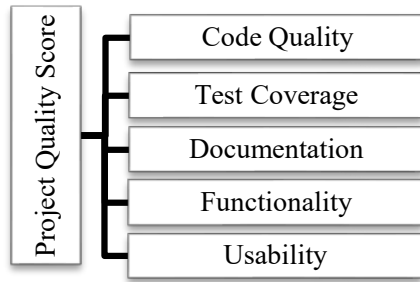 Project Quality Score
Code Quality
Test Coverage
Documentation
Functionality
Usability